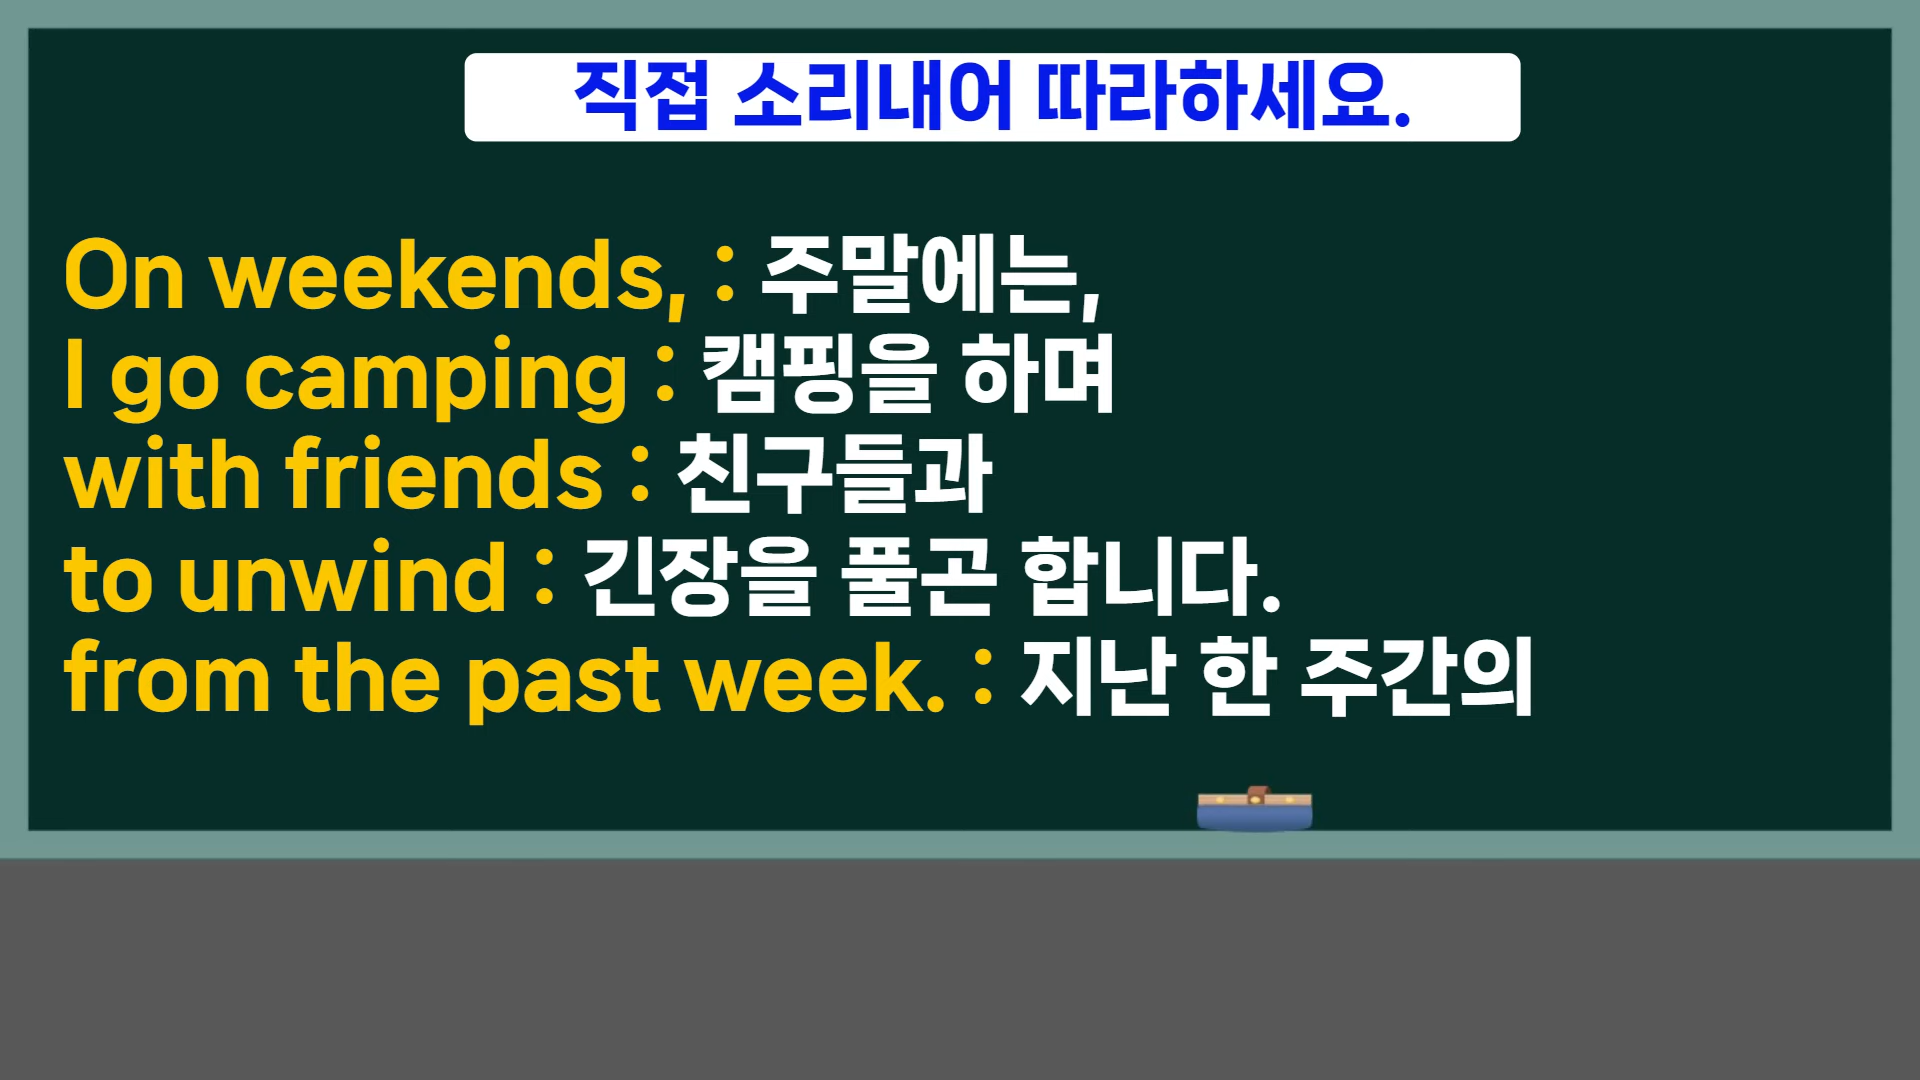 직접 소리내어 따라하세요.
On weekends, : 주말에는,
I go camping : 캠핑을 하며
with friends : 친구들과
to unwind : 긴장을 풀곤 합니다.
from the past week. : 지난 한 주간의